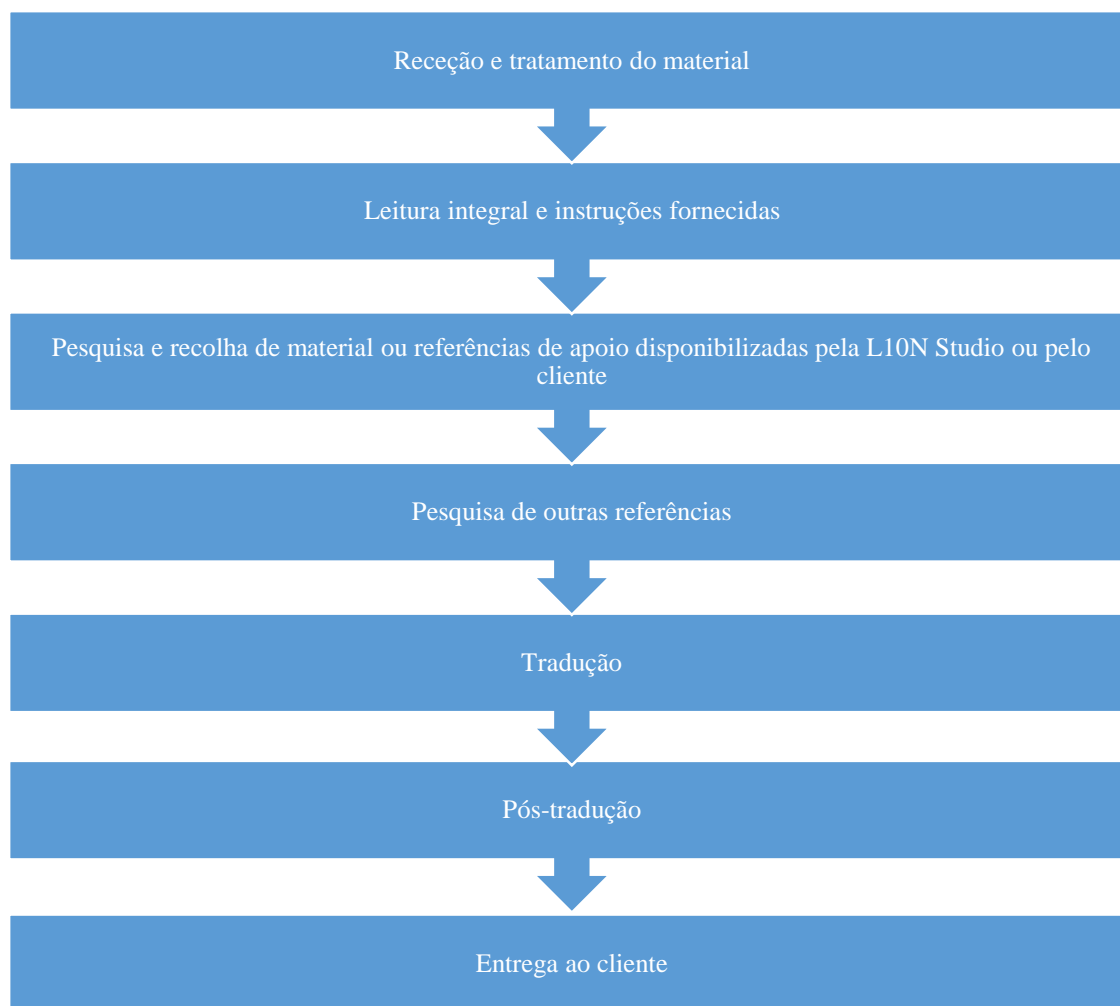 Receção e tratamento do material
Leitura integral e instruções fornecidas
Pesquisa e recolha de material ou referências de apoio disponibilizadas pela L10N Studio ou pelo
cliente
Pesquisa de outras referências
Tradução
Pós-tradução
Entrega ao cliente